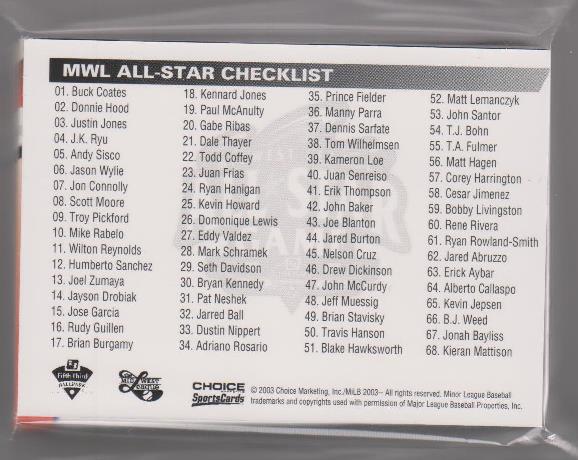 MWL ALL-STAR CHECKLIST
01. Buck Coates
02. Donnie Hood
03. Justin Jones
04. J.K. Ryu
05. Andy Sisco
06. Jason Wylie
07. Jon Connolly
08. Scott Moore
09. Troy Pickford
10. Mike Rabelo
11. Wilton Reynolds
12. Humberto Sanchez
13. Joel Zumaya
14. Jayson Drobiak
15. Jose Garcia
16. Rudy Guillen
17. Brian Burgamy
18. Kennard Jones
19. Paul McAnulty
20. Gabe Ribas
21. Dale Thayer
22. Todd Coffey
23. Juan Frias
24. Ryan Hanigan
25. Kevin Howard
26. Domonique Lewis
27. Eddy Valdez
28. Mark Schramek
29. Seth Davidson
30. Bryan Kennedy
31. Pat Neshek
32. Jarred Ball
33. Dustin Nippert
34. Adriano Rosario
35. Prince Fielder
36. Manny Parra
37. Dennis Sarfate
38. Tom Wilhelmsen
39. Kameron Loe
40. Juan Senreiso
41. Erik Thompson
42. John Baker
43. Joe Blanton
44. Jared Burton
45. Nelson Cruz
46. Drew Dickinson
47. John McCurdy
48. Jeff Muessig
49. Brian Stavisky
50. Travis Hanson
51. Blake Hawksworth
52. Matt Lemanczyk
53. John Santor
54. T.J. Bohn
55. T.A. Fulmer
56. Matt Hagen
57. Corey Harrington
58. Cesar Jimenez
59. Bobby Livingston
60. Rene Rivera
61. Ryan Rowland-Smith
62. Jared Abruzzo
63. Erick Aybar
64. Alberto Callaspo
65. Kevin Jepsen
66. B.J. Weed
67. Jonah Bayliss
68. Kieran Mattison
Fifth Third
BALLPARK
CHOICE
SportsCards
© 2003 Choice Marketing, Inc./MiLB 2003– All rights reserved. Minor League Baseball
trademarks and copyrights used with permission of Major League Baseball Properties, Inc.